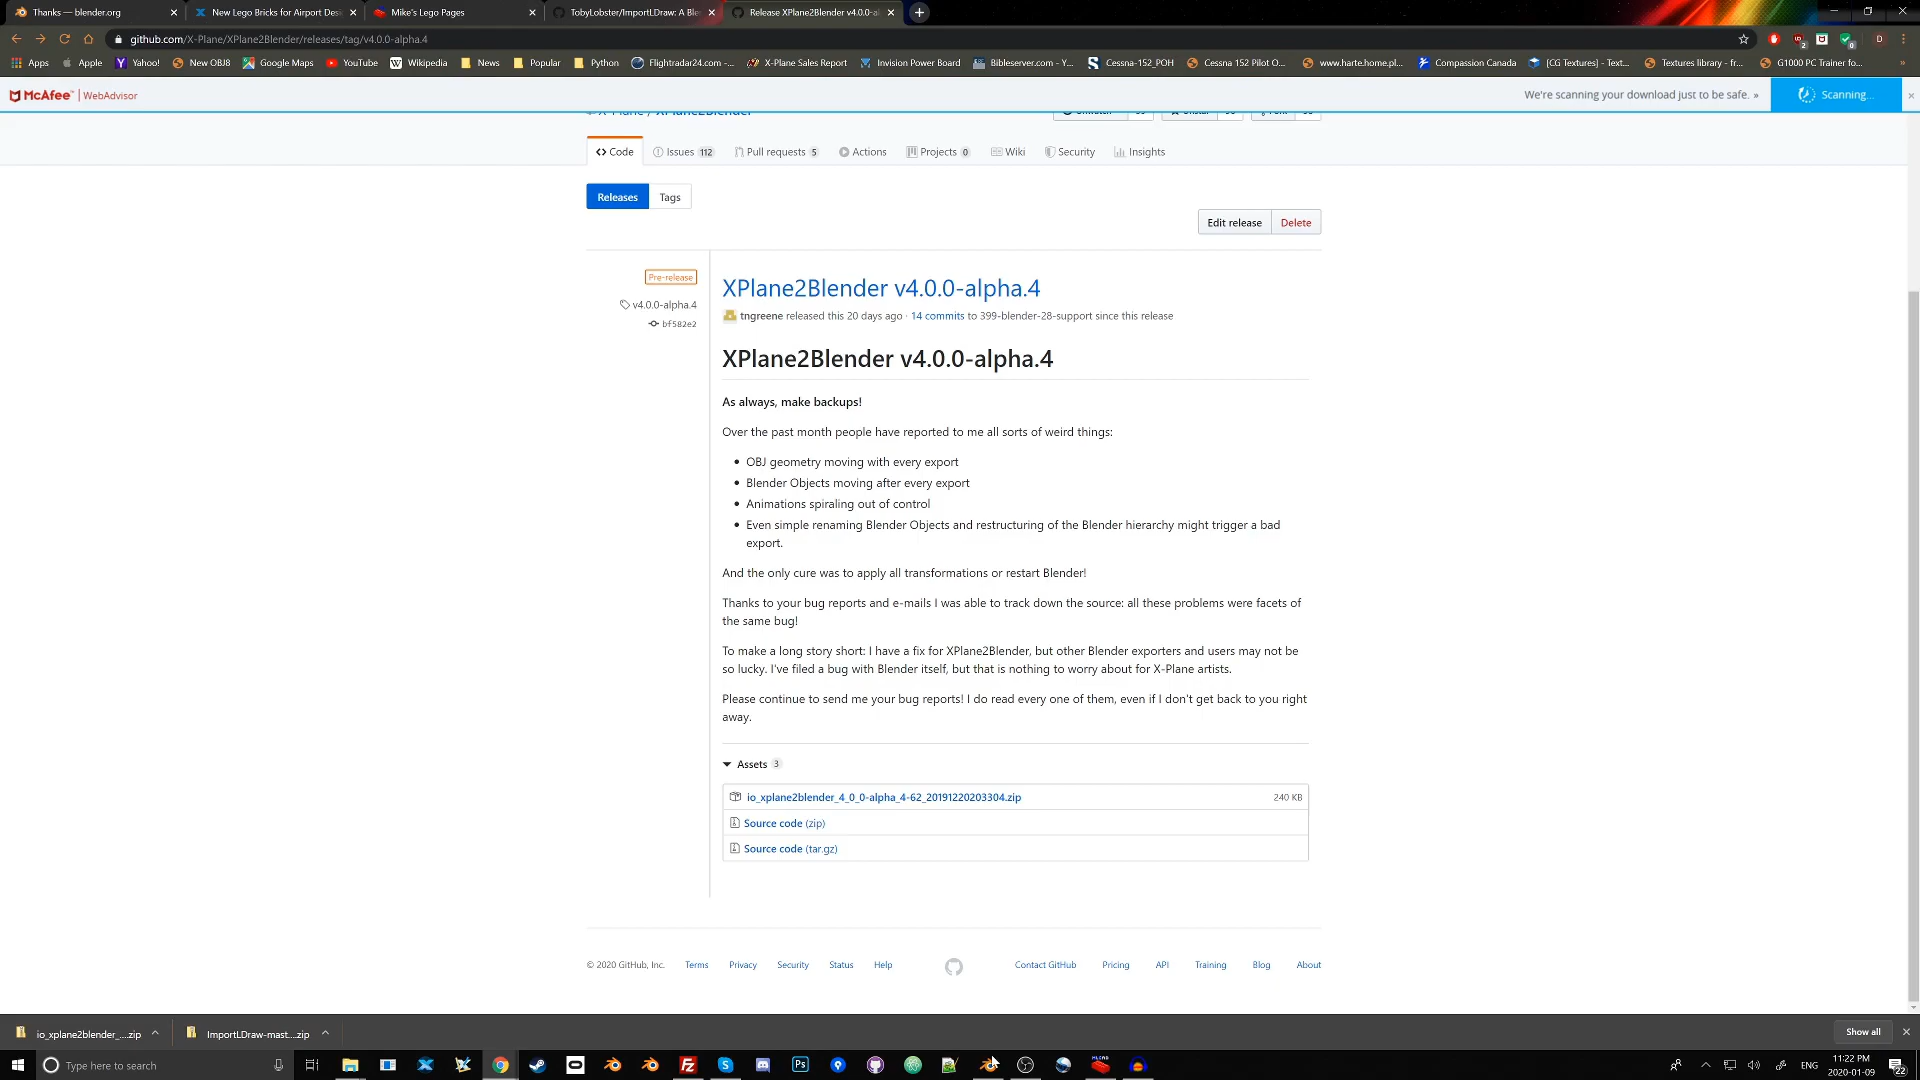 Thanks — blender.org
New Lego Bricks for Airport Desi
Mike's Lego Pages
TobyLobster/ImportLDraw: A Ble
Release XPlane2Blender v4.0.0-al
github.com/X-Plane/XPlane2Blender/releases/tag/v4.0.0-alpha.4
Apps
Apple
Yahoo!
New OBJ8
Google Maps
YouTube
Wikipedia
News
Popular
Python
Flightradar24.com -...
X-Plane Sales Report
Invision Power Board
Bibleserver.com - Y...
Cessna-152_POH
Cessna 152 Pilot O...
www.harte.home.pl...
Compassion Canada
[CG Textures] - Text...
Textures library - fr...
G1000 PC Trainer fo...
McAfee | WebAdvisor
We're scanning your download just to be safe. »
Scanning...
X-Plane / XPlane2Blender
Code
Issues 112
Pull requests 5
Actions
Projects 0
Wiki
Security
Insights
Releases
Tags
Edit release
Delete
Pre-release
v4.0.0-alpha.4
bf582e2
XPlane2Blender v4.0.0-alpha.4
tngreene released this 20 days ago · 14 commits to 399-blender-28-support since this release
XPlane2Blender v4.0.0-alpha.4
As always, make backups!
Over the past month people have reported to me all sorts of weird things:
• OBJ geometry moving with every export
• Blender Objects moving after every export
• Animations spiraling out of control
• Even simple renaming Blender Objects and restructuring of the Blender hierarchy might trigger a bad
export.
And the only cure was to apply all transformations or restart Blender!
Thanks to your bug reports and e-mails I was able to track down the source: all these problems were facets of
the same bug!
To make a long story short: I have a fix for XPlane2Blender, but other Blender exporters and users may not be
so lucky. I've filed a bug with Blender itself, but that is nothing to worry about for X-Plane artists.
Please continue to send me your bug reports! I do read every one of them, even if I don't get back to you right
away.
Assets 3
io_xplane2blender_4_0_0-alpha_4-62_20191220203304.zip
240 KB
Source code (zip)
Source code (tar.gz)
© 2020 GitHub, Inc.
Terms
Privacy
Security
Status
Help
Contact GitHub
Pricing
API
Training
Blog
About
io_xplane2blender_....zip
ImportLDraw-mast....zip
Show all
Type here to search
ENG
11:22 PM
2020-01-09
22